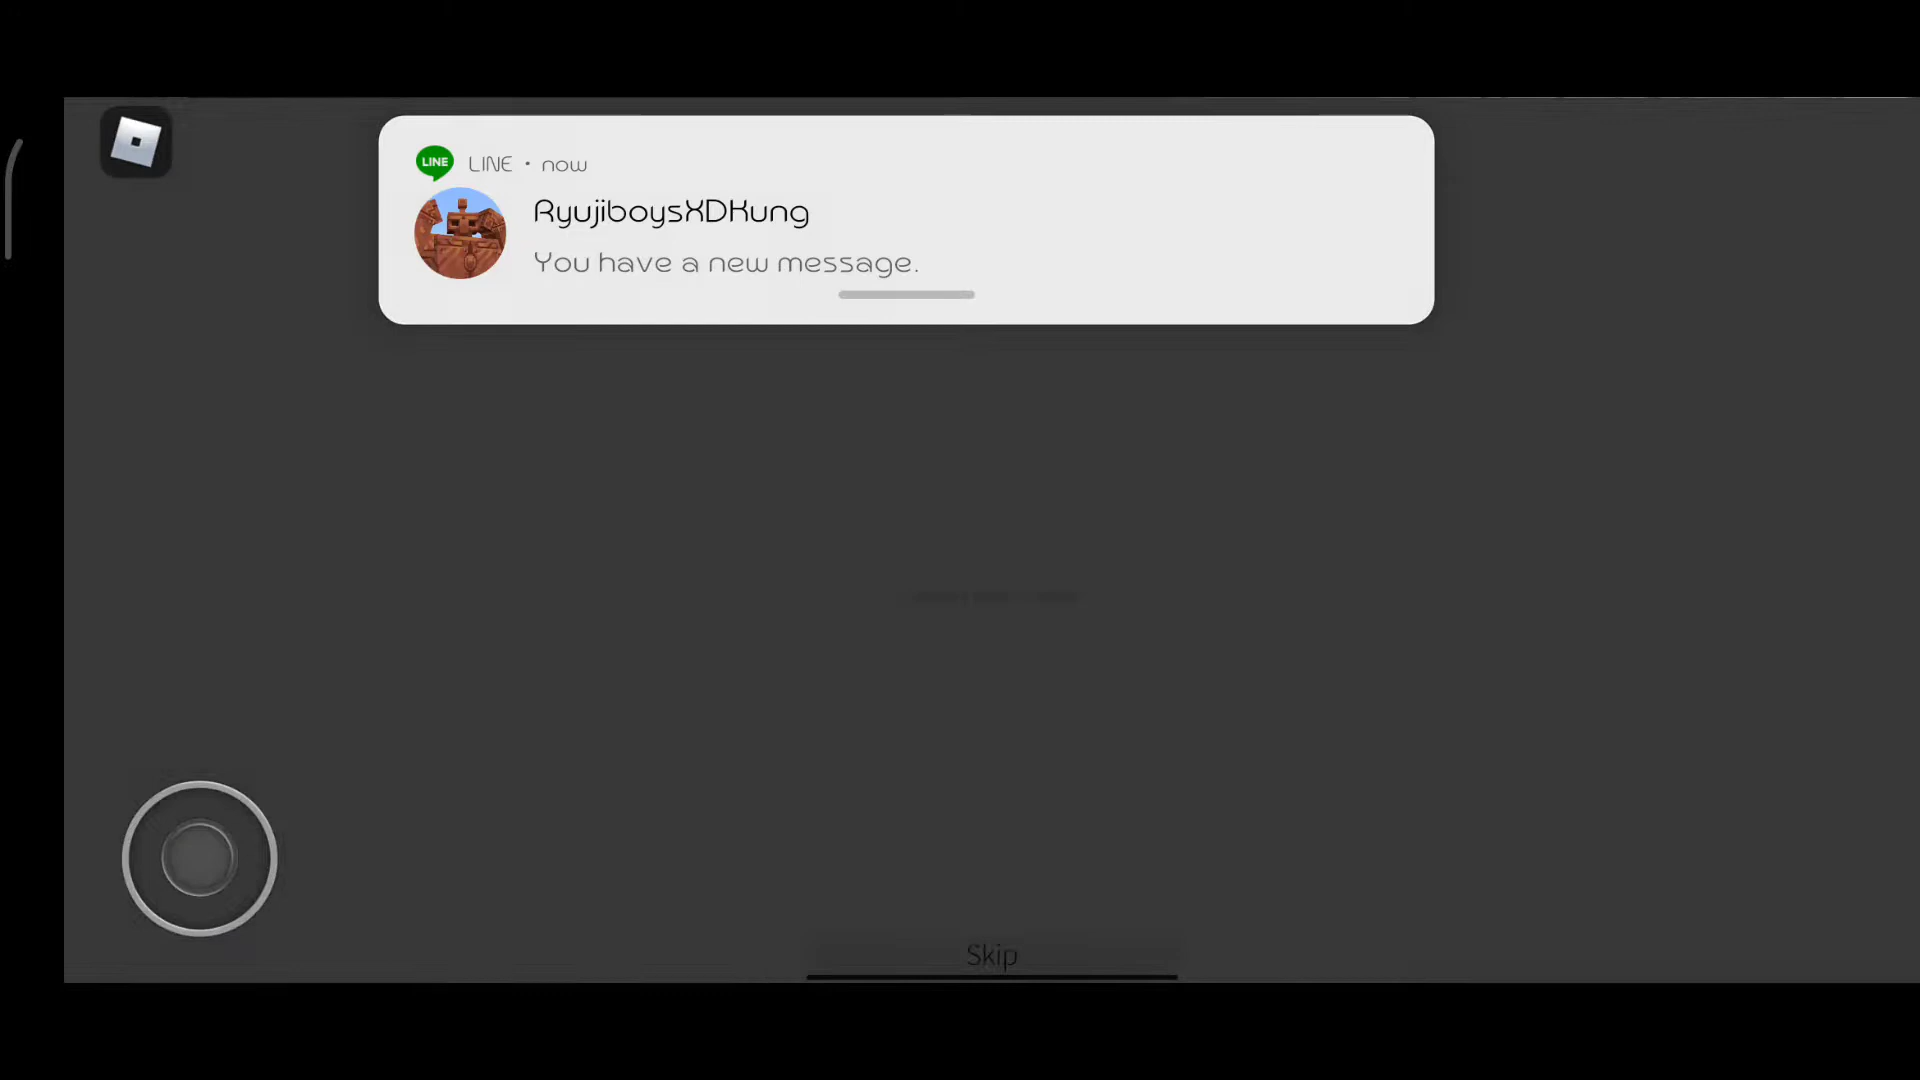 LINE
LINE • now
RyujiboysXDKung
You have a new message.
Skip